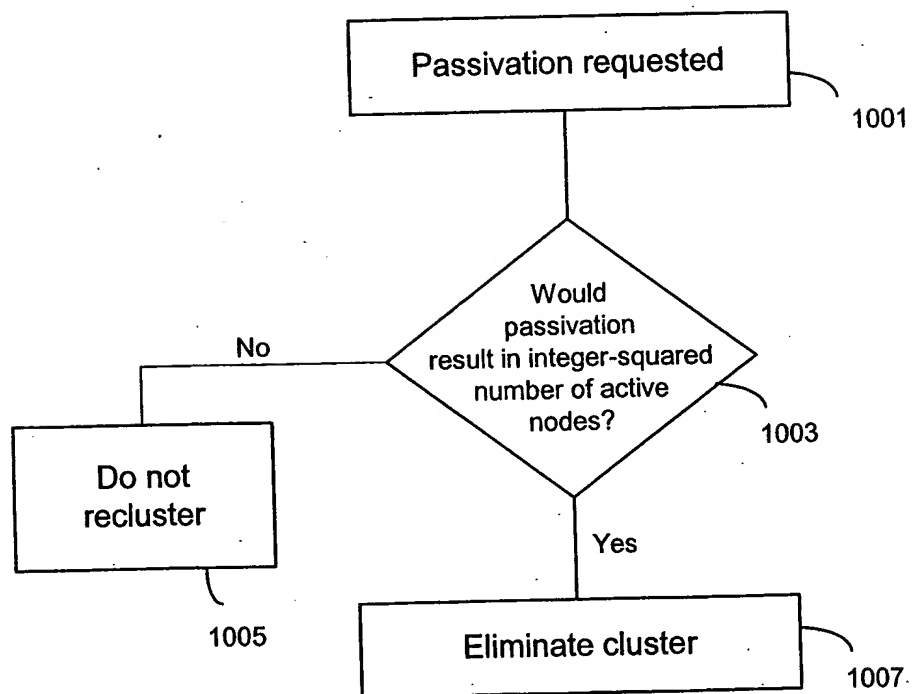 Passivation requested
1001
Would
passivation
result in integer-squared
number of active
nodes?
1003
No
Do not
recluster
1005
Yes
Eliminate cluster
1007